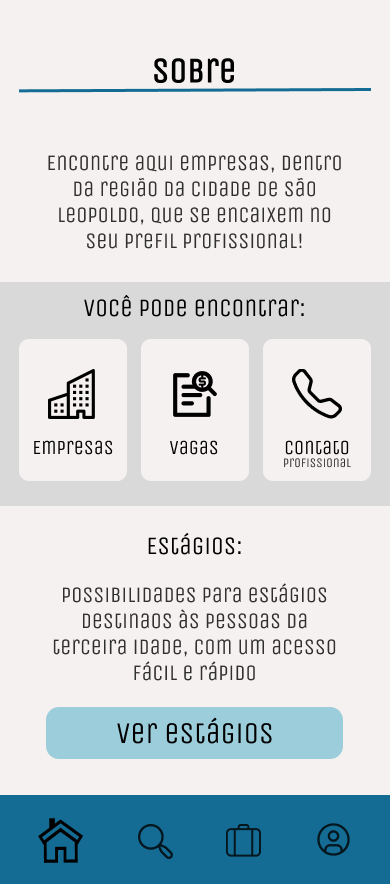 Sobre
Encontre aqui empresas, dentro
da região da cidade de São
Leopoldo, que se encaixem no
seu prefil profissional!
Você pode encontrar:
Empresas
Vagas
Contato
Profissional
Estágios:
Possibilidades para estágios
destinaos às pessoas da
terceira idade, com um acesso
fácil e rápido
Ver estágios